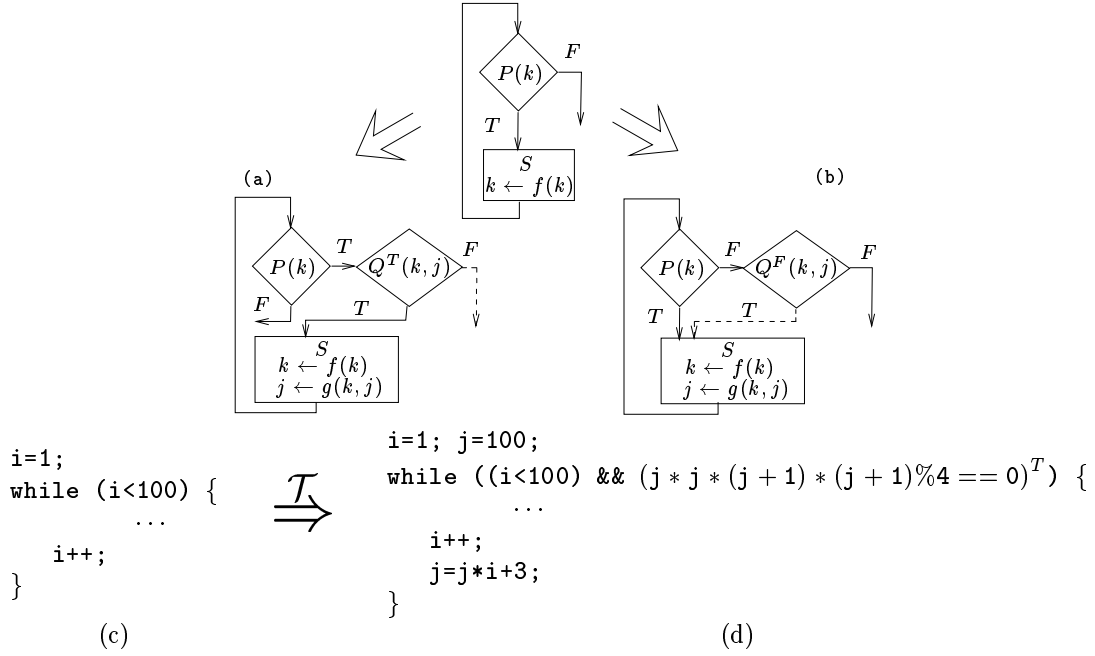 P(k)
F
T
S
k ← f(k)
(a)
P(k)
T
Q^T(k, j)
F
F
T
S
k ← f(k)
j ← g(k, j)
(b)
P(k)
F
Q^F(k, j)
F
T
T
S
k ← f(k)
j ← g(k, j)
i=1;
while (i<100) {
...
i++;
}
(c)
𝒯
⇒
i=1; j=100;
while ((i<100) && (j * j * (j + 1) * (j + 1)%4 == 0)^T) {
...
i++;
j=j*i+3;
}
(d)